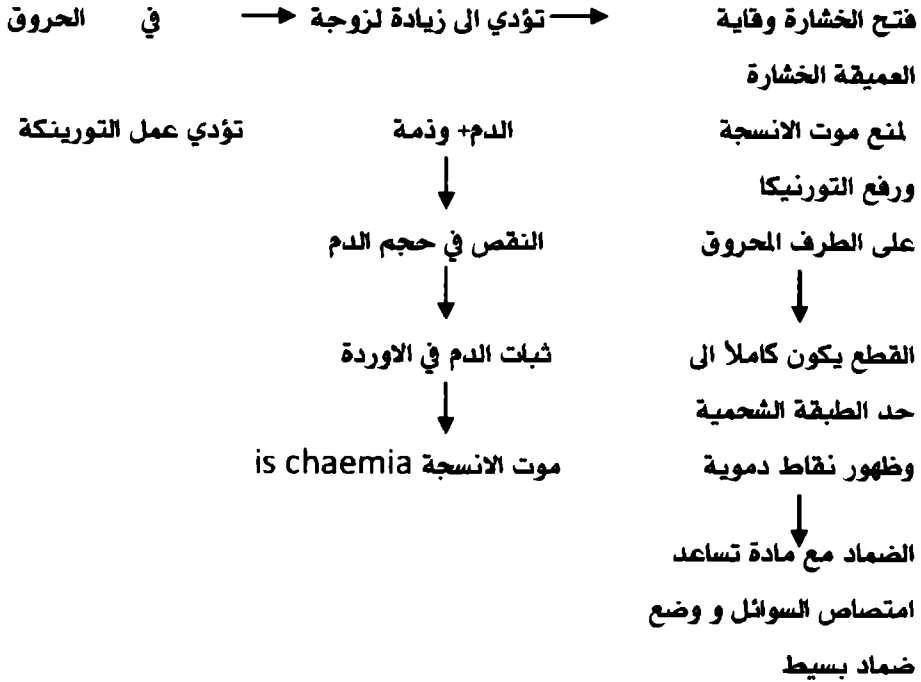 في الحروق ← تؤدي الى زيادة لزوجة → فتح الخشارة وقاية
العميقة الخشارة
تؤدي عمل التورينكة الدم+ وذمة لمنع موت الانسجة
ورفع التورنيكا
النقص في حجم الدم على الطرف المحروق
ثبات الدم في الاوردة القطع يكون كاملاً الى
حد الطبقة الشحمية
موت الانسجة is chaemia وظهور نقاط دموية
الضماد مع مادة تساعد
امتصاص السوائل و وضع
ضماد بسيط